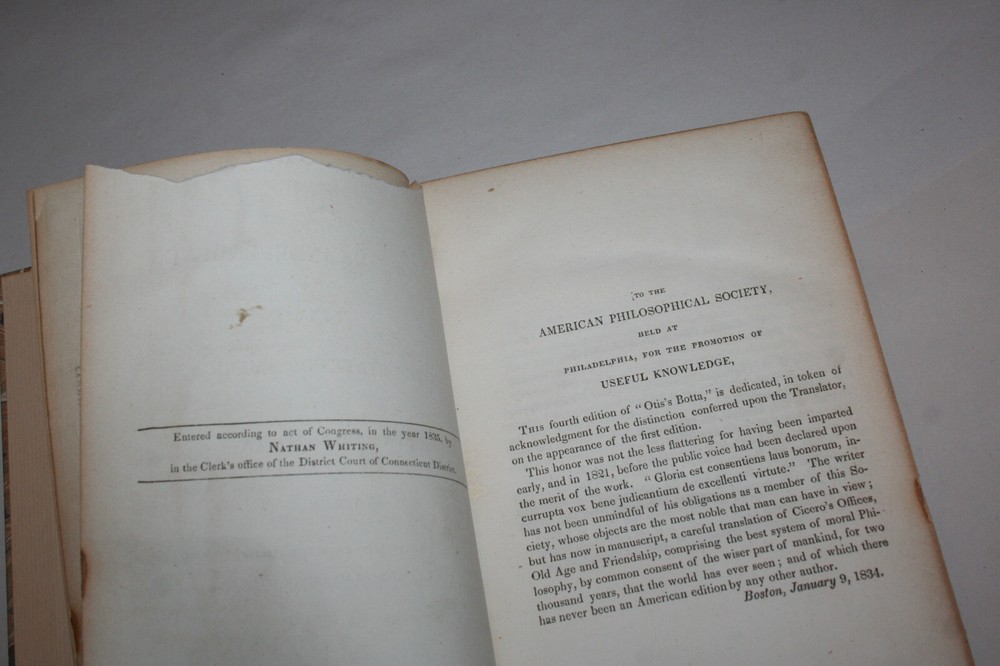 Entered according to act of Congress, in the year 1835, by
NATHAN WHITING,
in the Clerk's office of the District Court of Connecticut District.
TO THE
AMERICAN PHILOSOPHICAL SOCIETY,
HELD AT
PHILADELPHIA, FOR THE PROMOTION OF
USEFUL KNOWLEDGE,
THIS fourth edition of "Otis's Botta," is dedicated, in token of
acknowledgment for the distinction conferred upon the Translator,
on the appearance of the first edition.
This honor was not the less flattering for having been imparted
early, and in 1821, before the public voice had been declared upon
the merit of the work. "Gloria est consentiens laus bonorum, in-
currupta vox bene judicantium de excellenti virtute." The writer
has not been unmindful of his obligations as a member of this So-
ciety, whose objects are the most noble that man can have in view;
but has now in manuscript, a careful translation of Cicero's Offices,
Old Age and Friendship, comprising the best system of moral Phi-
losophy, by common consent of the wiser part of mankind, for two
thousand years, that the world has ever seen; and of which there
has never been an American edition by any other author.
Boston, January 9, 1834.